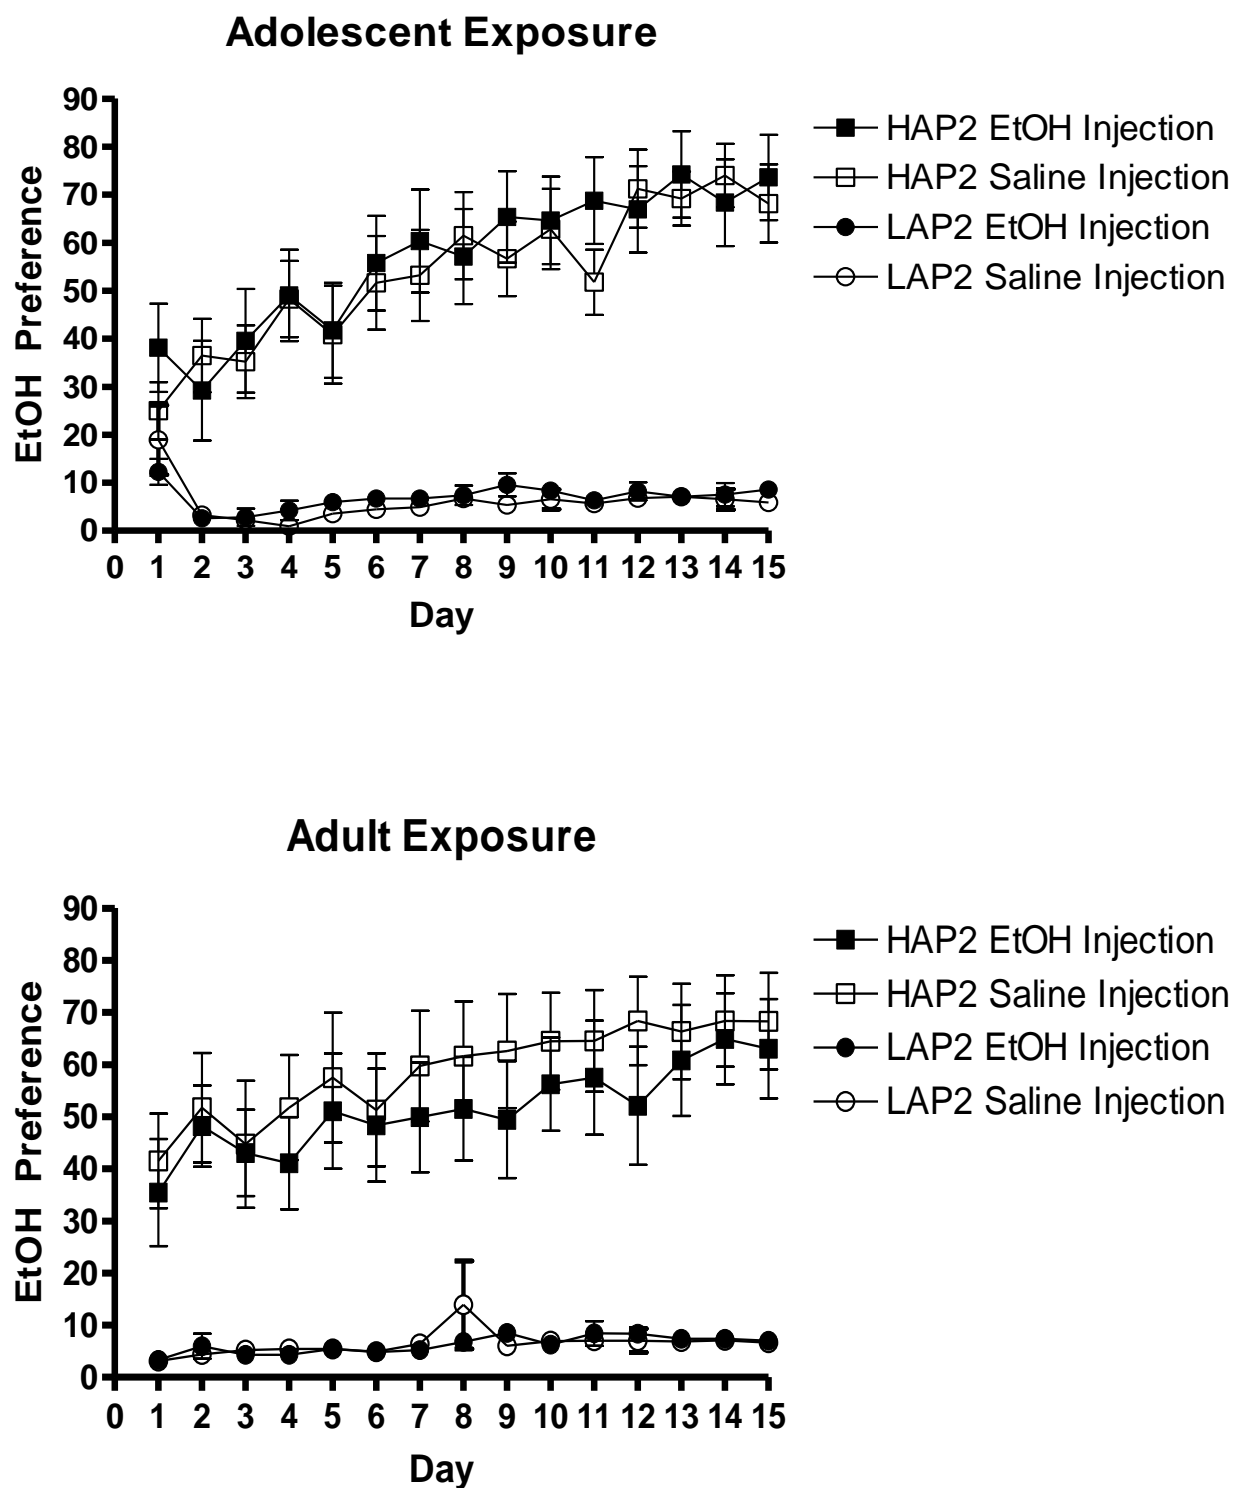 Adolescent Exposure
90
80
70
60
50
40
30
20
10
0
EtOH Preference
0 1 2 3 4 5 6 7 8 9 10 11 12 13 14 15
Day
HAP2 EtOH Injection
HAP2 Saline Injection
LAP2 EtOH Injection
LAP2 Saline Injection
Adult Exposure
90
80
70
60
50
40
30
20
10
0
EtOH Preference
0 1 2 3 4 5 6 7 8 9 10 11 12 13 14 15
Day
HAP2 EtOH Injection
HAP2 Saline Injection
LAP2 EtOH Injection
LAP2 Saline Injection